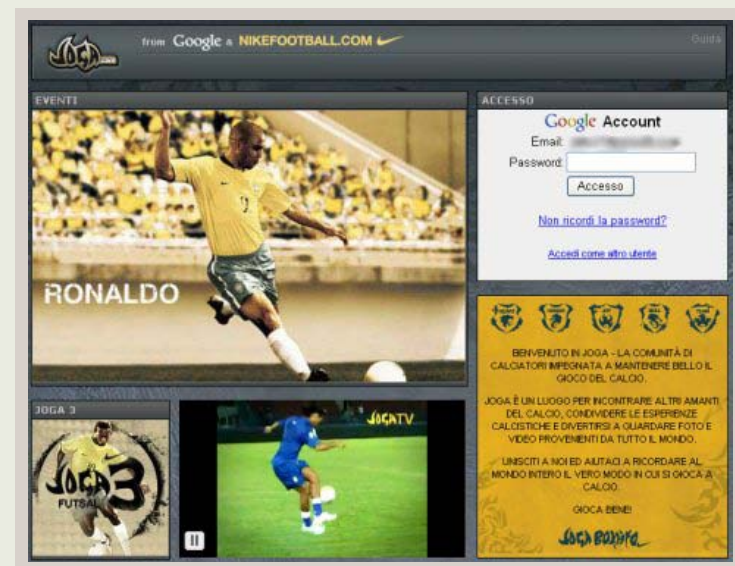 JOGA.com
from Google & NIKEFOOTBALL.COM
Guida
EVENTI
RONALDO
ACCESSO
Google Account
Email:
Password:
Accesso
Non ricordi la password?
Accedi come altro utente
JOGA 3
JOGA 3
FUTSAL
JOGATV
BENVENUTO IN JOGA - LA COMUNITÀ DI
CALCIATORI IMPEGNATA A MANTENERE BELLO IL
GIOCO DEL CALCIO.
JOGA È UN LUOGO PER INCONTRARE ALTRI AMANTI
DEL CALCIO, CONDIVIDERE LE ESPERIENZE
CALCISTICHE E DIVERTIRSI A GUARDARE FOTO E
VIDEO PROVENIENTI DA TUTTO IL MONDO.
UNISCITI A NOI ED AIUTACI A RICORDARE AL
MONDO INTERO IL VERO MODO IN CUI SI GIOCA A
CALCIO.
GIOCA BENE!
JOGA BONITO